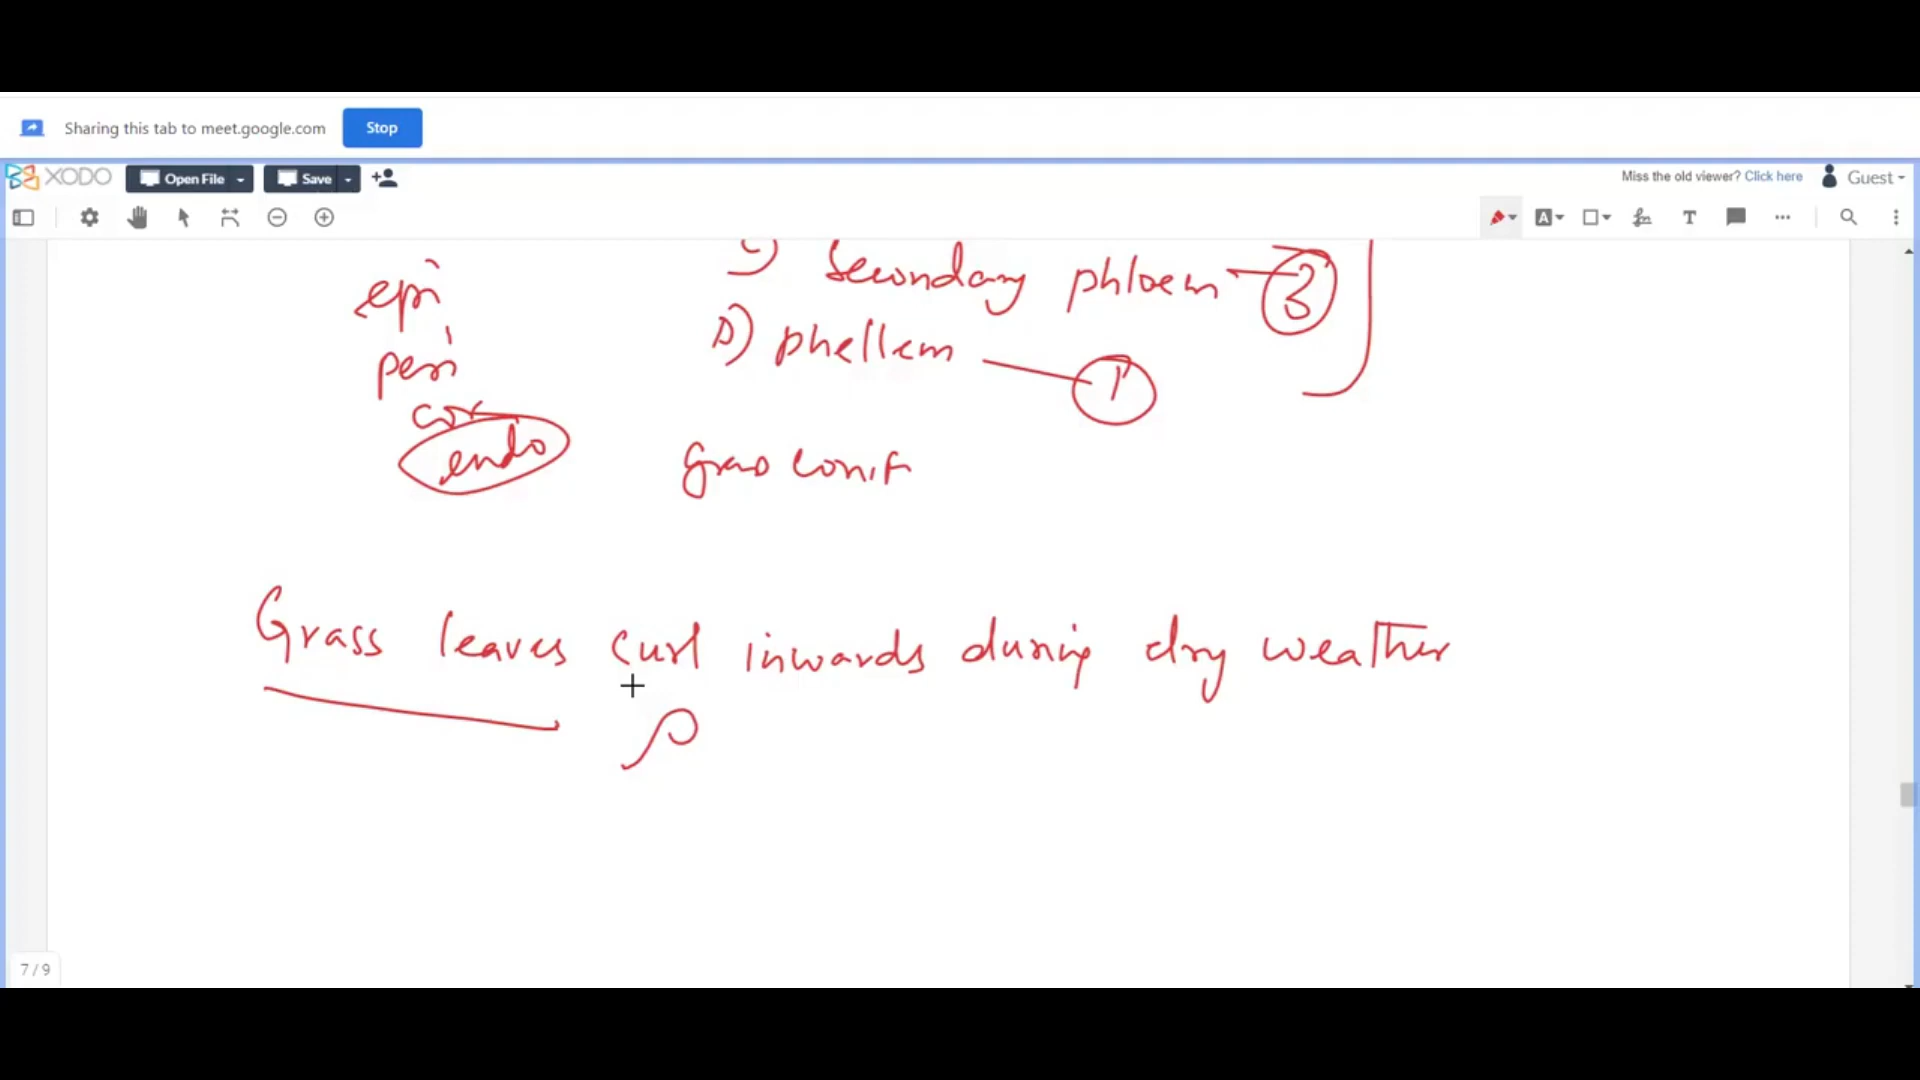 Sharing this tab to meet.google.com Stop
XODO Open File Save Miss the old viewer? Click here Guest
A T
C) Secondary phloem 3
epi
D) phellem 1
peri
cor
endo
Grass leaves curl inwards during dry weather
7 / 9